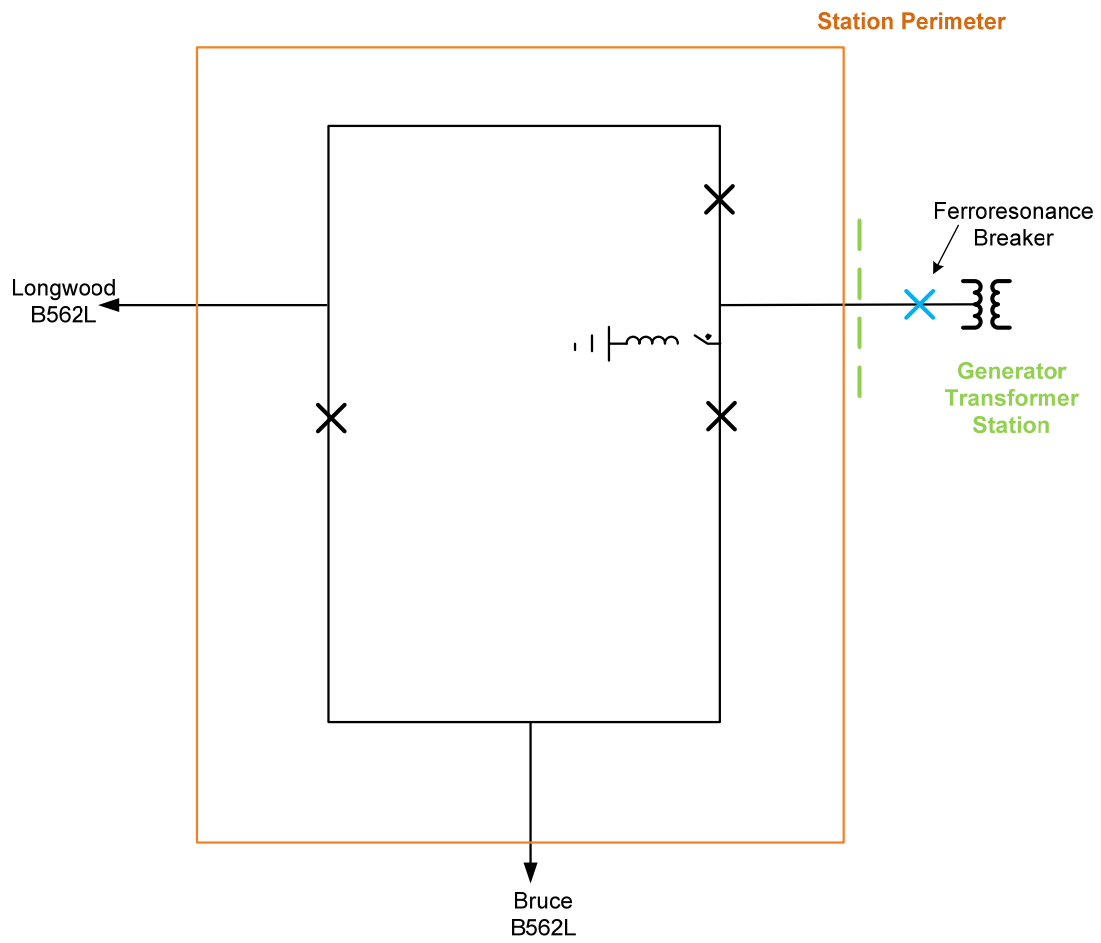 Station Perimeter
Ferroresonance
Breaker
Longwood
B562L
Generator
Transformer
Station
Bruce
B562L